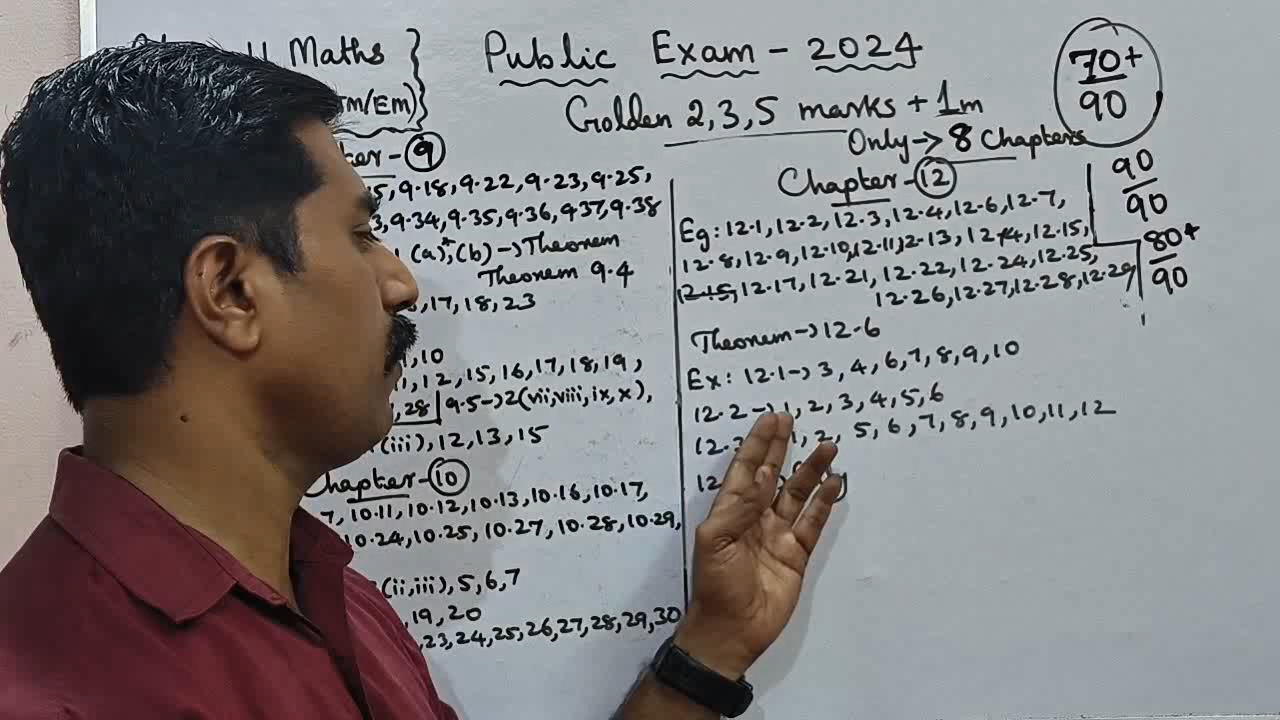 11 Maths
(Tm/Em)
Public Exam - 2024
Golden 2,3,5 marks + 1m
Only → 8 Chapters
70+
90
90
90
80+
90
- 9
5, 9.18, 9.22, 9.23, 9.25,
3, 9.34, 9.35, 9.36, 9.37, 9.38
1 (a)*, (b) → Theorem
Theorem 9.4
, 17, 18, 23
, 10
, 12, 15, 16, 17, 18, 19,
, 28 | 9.5 → 2(vii, viii, ix, x),
(iii), 12, 13, 15
Chapter - 10
7, 10.11, 10.12, 10.13, 10.16, 10.17,
10.24, 10.25, 10.27, 10.28, 10.29,
(ii, iii), 5, 6, 7
, 19, 20
, 23, 24, 25, 26, 27, 28, 29, 30
Chapter - 12
Eg: 12.1, 12.2, 12.3, 12.4, 12.6, 12.7,
12.8, 12.9, 12.10, 12.11, 12.13, 12.14, 12.15,
12.15, 12.17, 12.21, 12.22, 12.24, 12.25,
12.26, 12.27, 12.28, 12.29,
Theorem → 12.6
Ex: 12.1 → 3, 4, 6, 7, 8, 9, 10
12.2 → 1, 2, 3, 4, 5, 6
1, 2, 5, 6, 7, 8, 9, 10, 11, 12
12